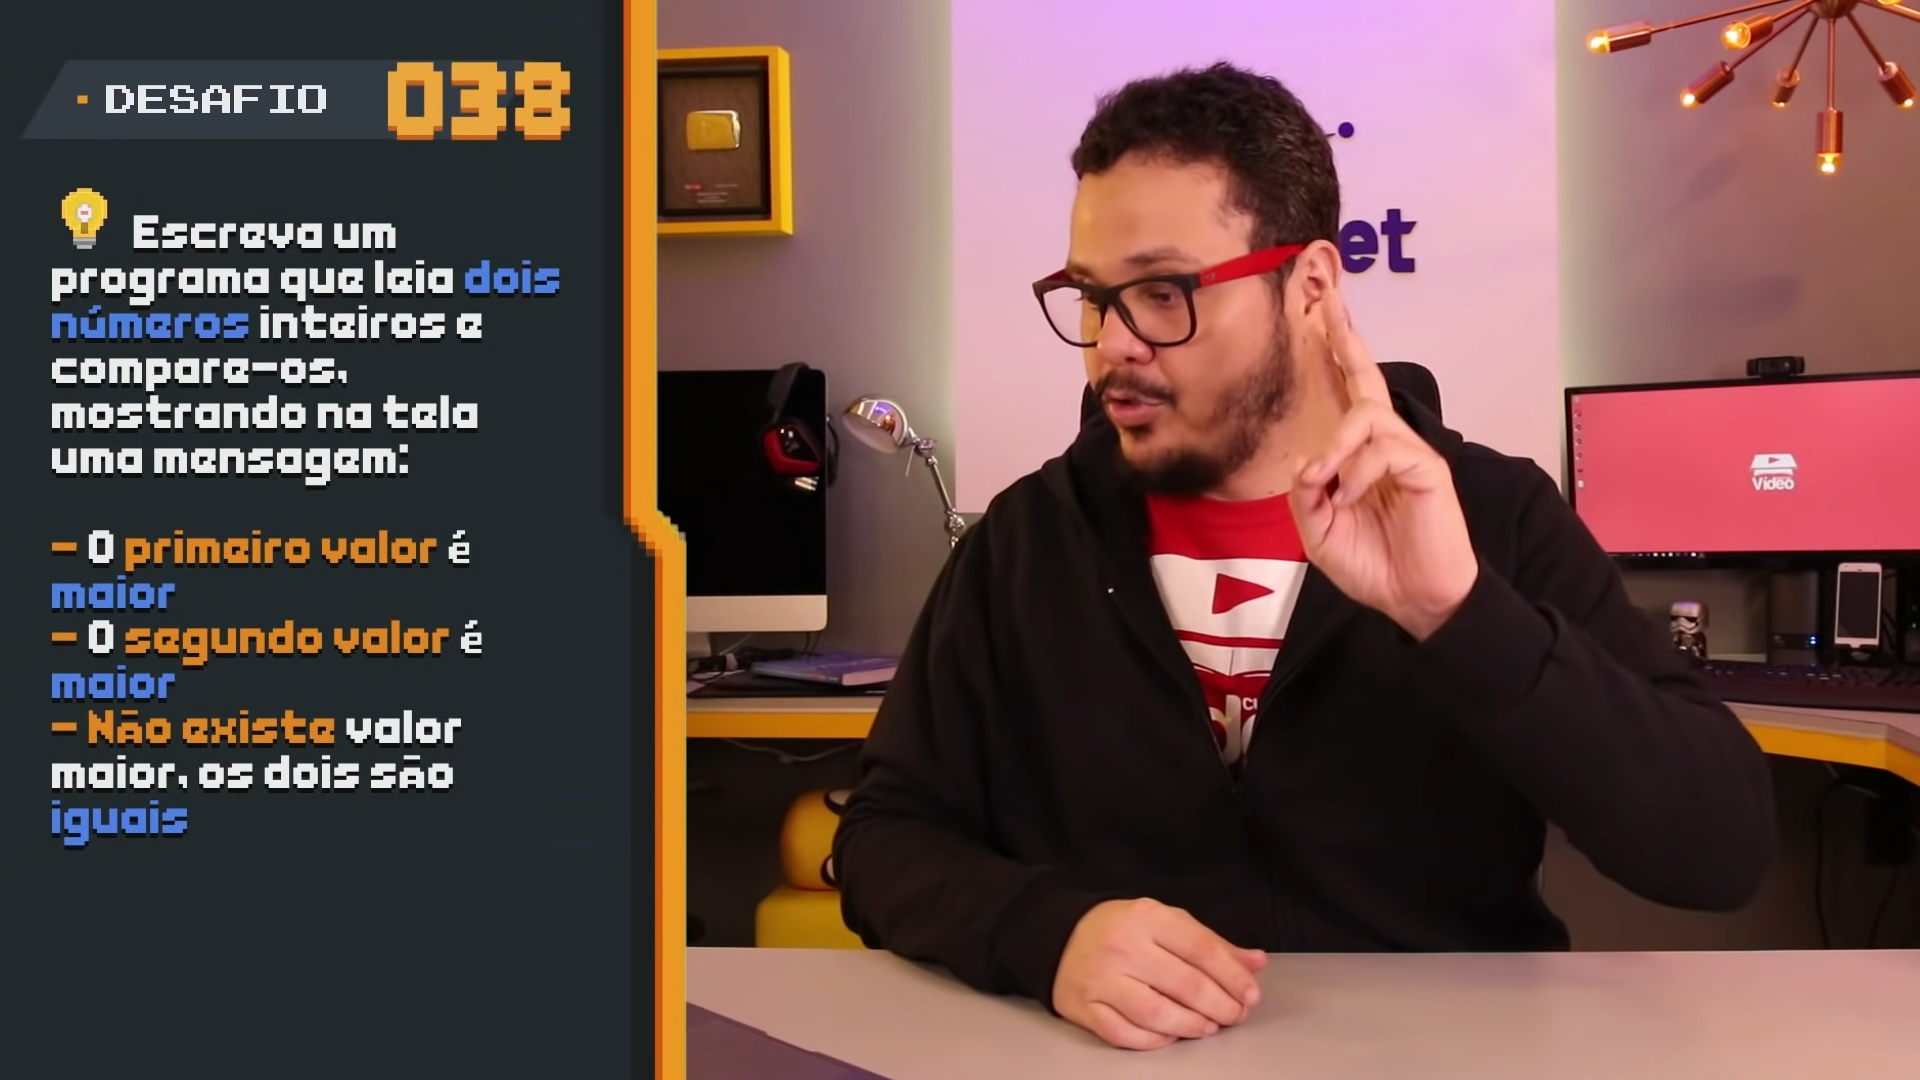 DESAFIO 038
Escreva um
programa que leia dois
números inteiros e
compare-os,
mostrando na tela
uma mensagem:
- O primeiro valor é
maior
- O segundo valor é
maior
- Não existe valor
maior, os dois são
iguais
et
Vídeo